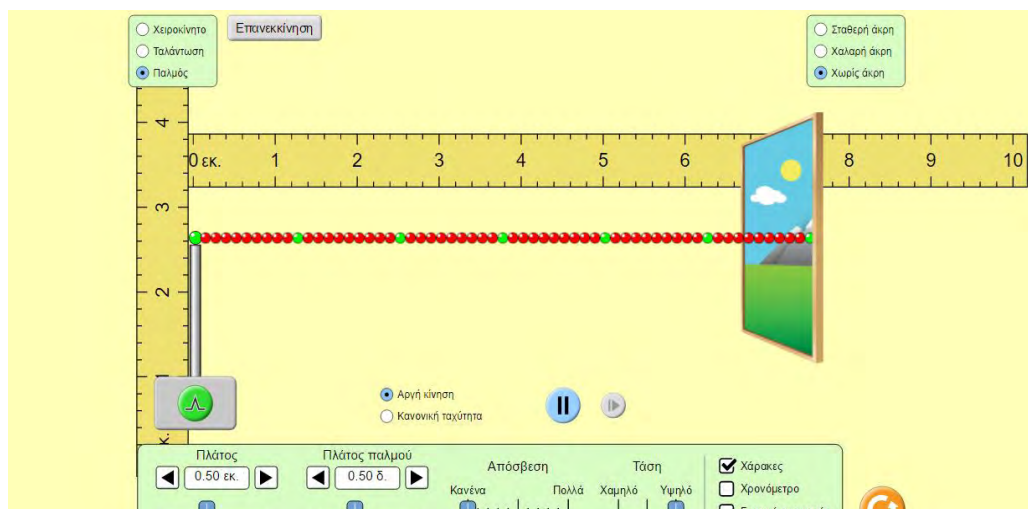 Χειροκίνητο
Ταλάντωση
Παλμός
Επανεκκίνηση
Σταθερή άκρη
Χαλαρή άκρη
Χωρίς άκρη
4
3
2
0 εκ. 1 2 3 4 5 6 8 9 10
Αργή κίνηση
Κανονική ταχύτητα
Πλάτος
0.50 εκ.
Πλάτος παλμού
0.50 δ.
Απόσβεση
Κανένα Πολλά
Τάση
Χαμηλό Υψηλό
Χάρακες
Χρονόμετρο